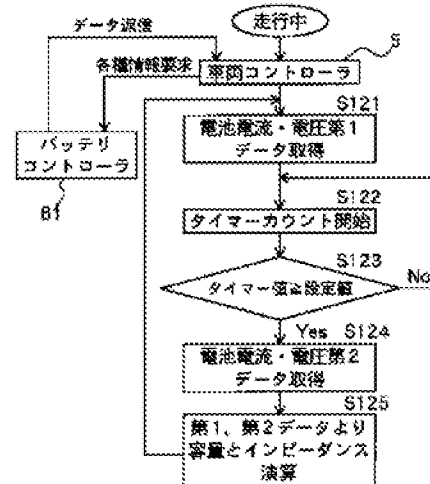 走行中
データ返信
5
各種情報要求
車両コントローラ
S121
電池電流・電圧第1
データ取得
バッテリ
コントローラ
61
S122
タイマーカウント開始
S123
タイマー値≧設定値
No
Yes
S124
電池電流・電圧第2
データ取得
S125
第1、第2データより
容量とインピーダンス
演算